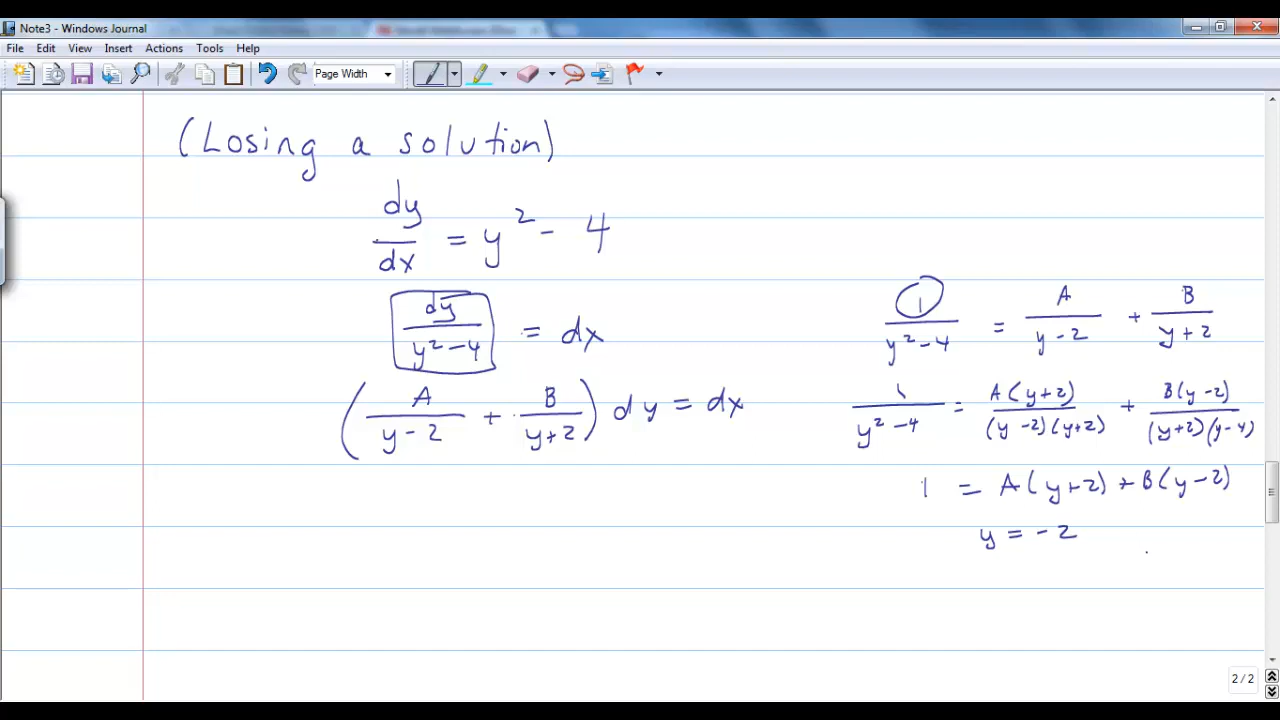 Note3 - Windows Journal
File Edit View Insert Actions Tools Help
Page Width
(Losing a solution)
dy/dx = y² - 4
dy/(y² - 4) = dx
(A/(y - 2) + B/(y + 2)) dy = dx
1/(y² - 4) = A/(y - 2) + B/(y + 2)
1/(y² - 4) = A(y + 2)/((y - 2)(y + 2)) + B(y - 2)/((y + 2)(y - 4))
1 = A(y + 2) + B(y - 2)
y = - 2
2 / 2